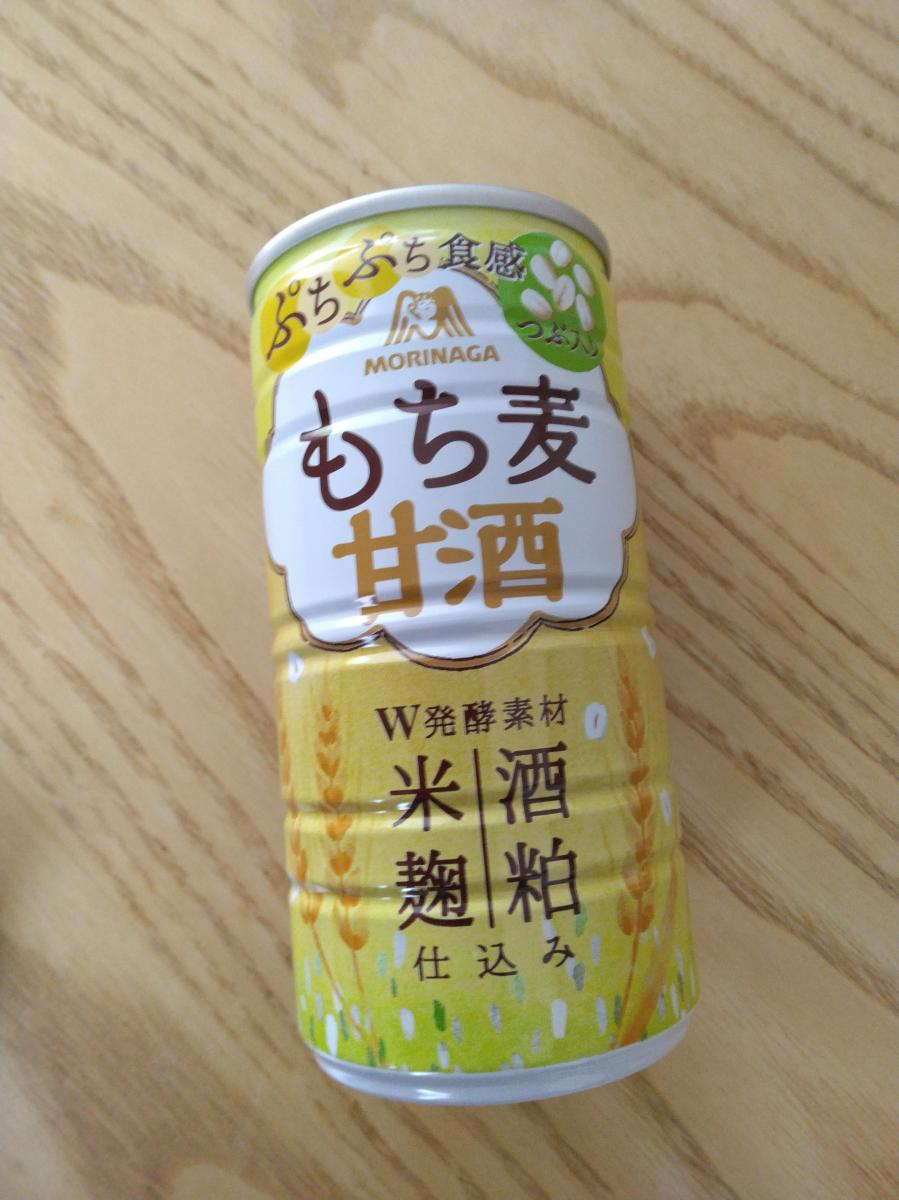 ぷちぷち食感
つぶ入り
MORINAGA
もち麦
甘酒
W発酵素材
酒粕
米麹
仕込み